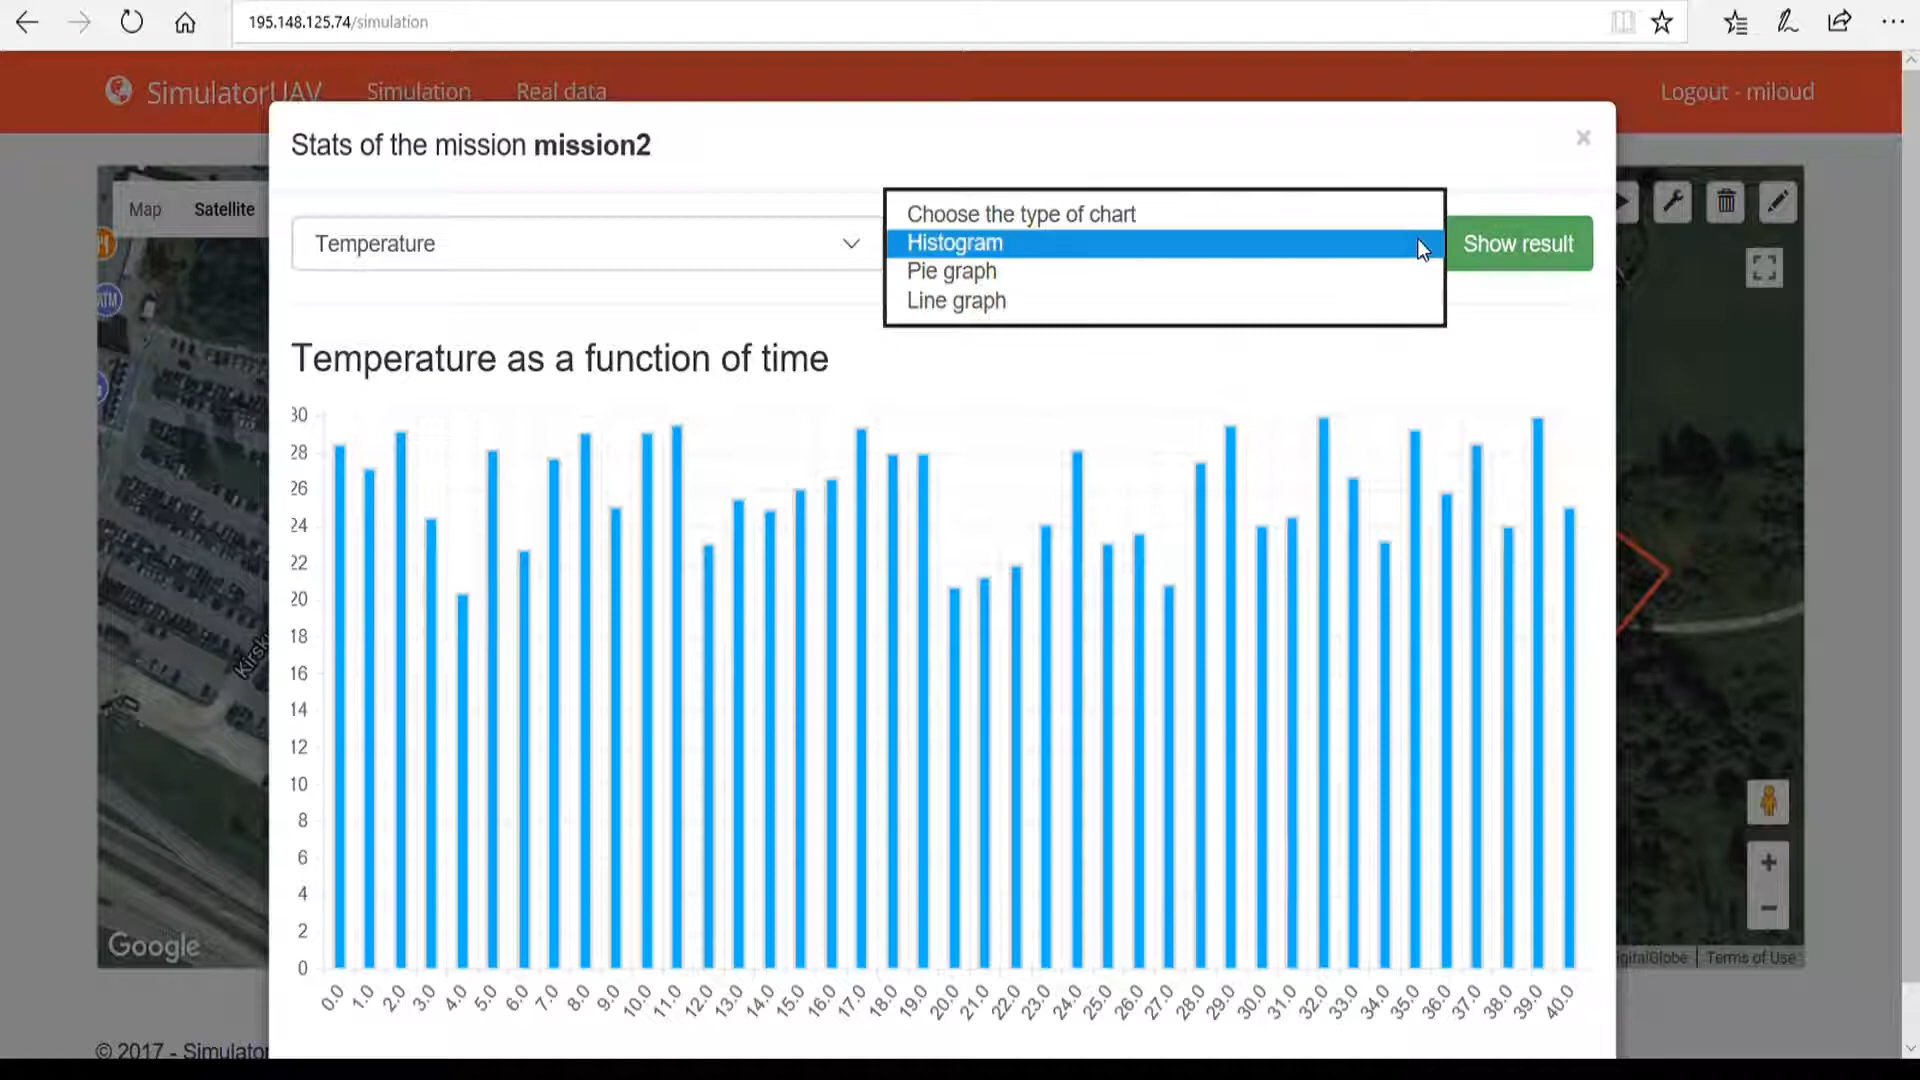 195.148.125.74/simulation
SimulatorUAV Simulation Real data Logout - miloud
Stats of the mission mission2 ×
Map Satellite
Temperature
Choose the type of chart
Histogram
Pie graph
Line graph
Show result
ATM
Temperature as a function of time
30
28
26
24
22
20
18
16
14
12
10
8
6
4
2
0
0.0 1.0 2.0 3.0 4.0 5.0 6.0 7.0 8.0 9.0 10.0 11.0 12.0 13.0 14.0 15.0 16.0 17.0 18.0 19.0 20.0 21.0 22.0 23.0 24.0 25.0 26.0 27.0 28.0 29.0 30.0 31.0 32.0 33.0 34.0 35.0 36.0 37.0 38.0 39.0 40.0
Kirsk
Google
gitalGlobe Terms of Use
© 2017 - Simulator